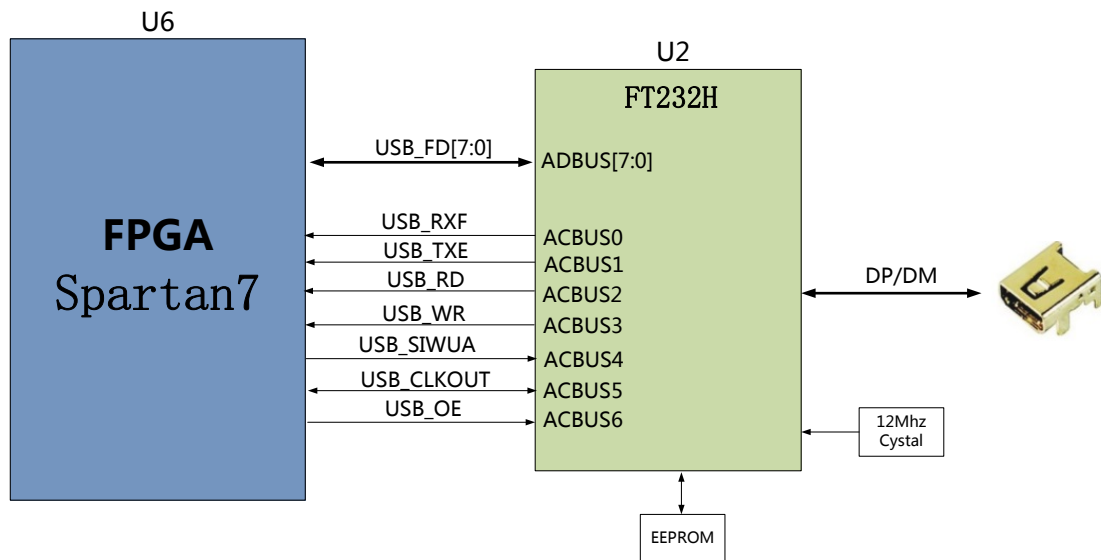 U6
U2
FT232H
USB_FD[7:0]
ADBUS[7:0]
FPGA
Spartan7
USB_RXF
ACBUS0
USB_TXE
ACBUS1
USB_RD
ACBUS2
USB_WR
ACBUS3
USB_SIWUA
ACBUS4
USB_CLKOUT
ACBUS5
USB_OE
ACBUS6
DP/DM
12Mhz
Cystal
EEPROM